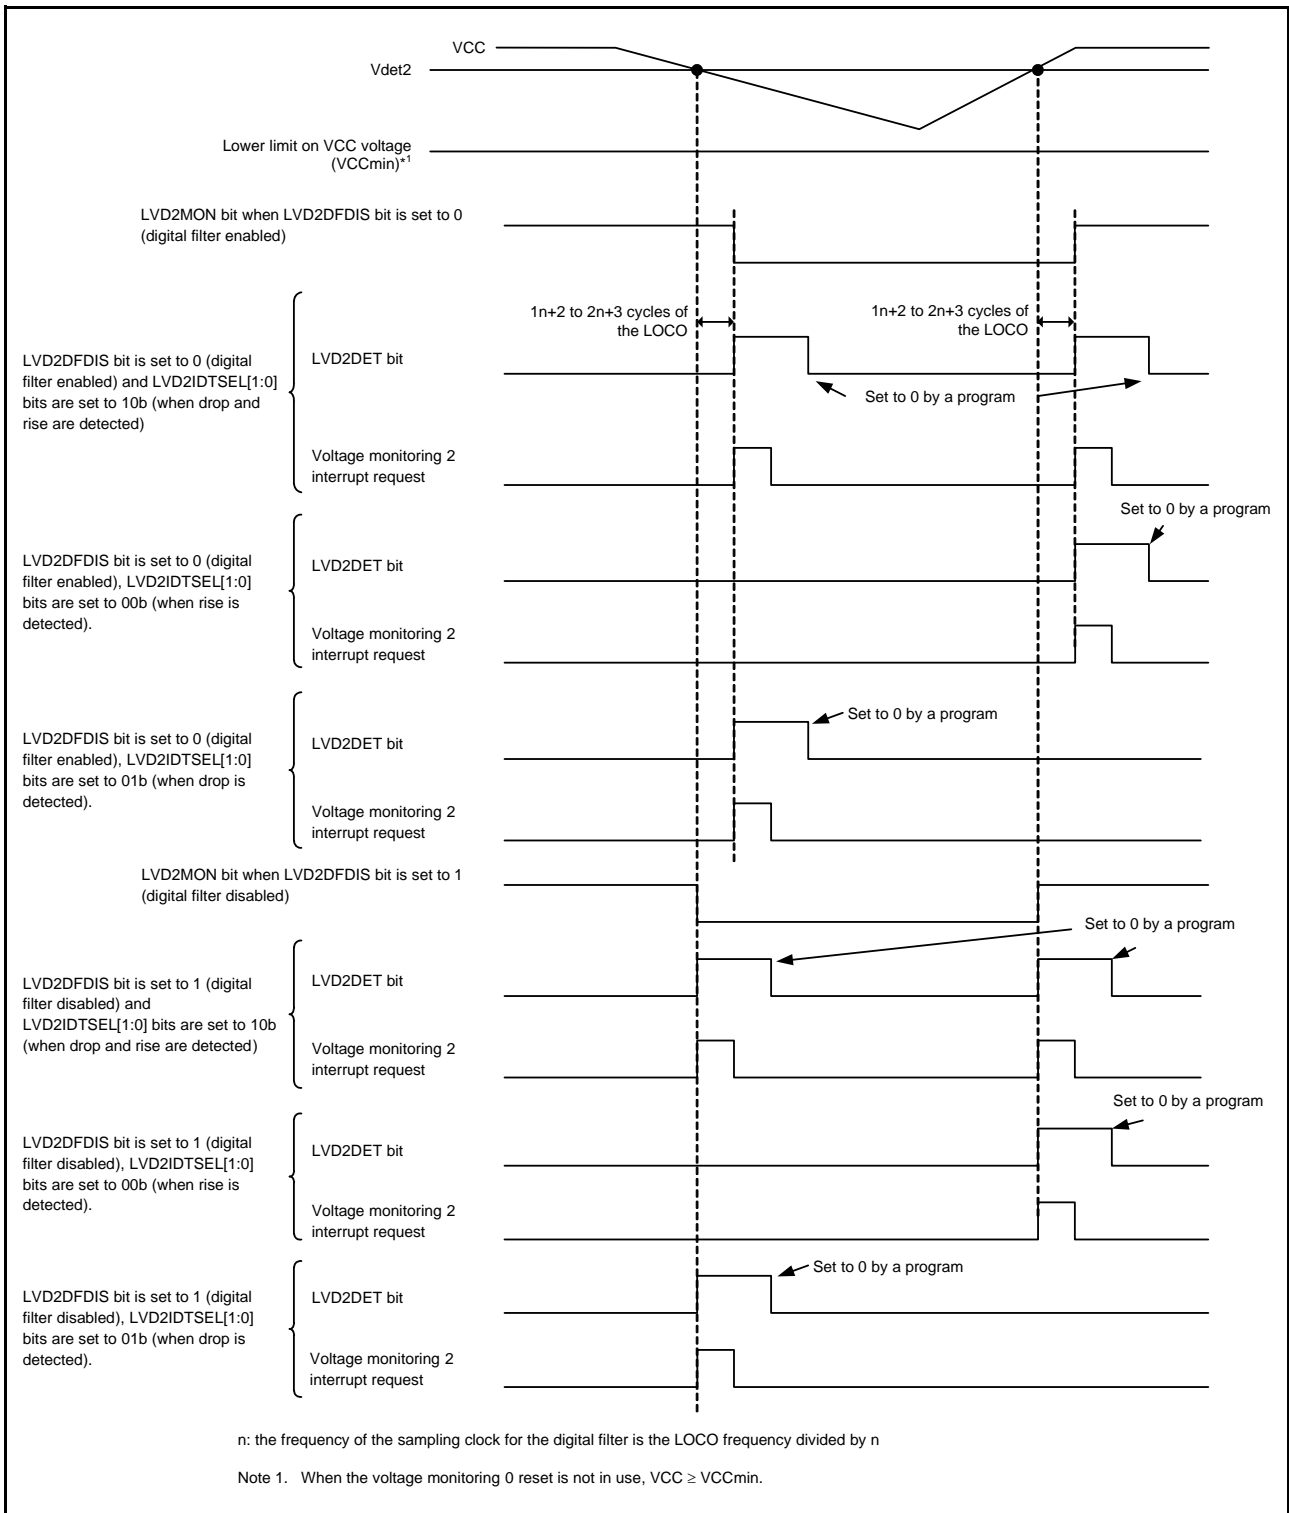 VCC
Vdet2
Lower limit on VCC voltage
(VCCmin)*1
LVD2MON bit when LVD2DFDIS bit is set to 0
(digital filter enabled)
1n+2 to 2n+3 cycles of
the LOCO
1n+2 to 2n+3 cycles of
the LOCO
LVD2DFDIS bit is set to 0 (digital
filter enabled) and LVD2IDTSEL[1:0]
bits are set to 10b (when drop and
rise are detected)
LVD2DET bit
Set to 0 by a program
Voltage monitoring 2
interrupt request
Set to 0 by a program
LVD2DFDIS bit is set to 0 (digital
filter enabled), LVD2IDTSEL[1:0]
bits are set to 00b (when rise is
detected).
LVD2DET bit
Voltage monitoring 2
interrupt request
Set to 0 by a program
LVD2DFDIS bit is set to 0 (digital
filter enabled), LVD2IDTSEL[1:0]
bits are set to 01b (when drop is
detected).
LVD2DET bit
Voltage monitoring 2
interrupt request
LVD2MON bit when LVD2DFDIS bit is set to 1
(digital filter disabled)
Set to 0 by a program
LVD2DFDIS bit is set to 1 (digital
filter disabled) and
LVD2IDTSEL[1:0] bits are set to 10b
(when drop and rise are detected)
LVD2DET bit
Voltage monitoring 2
interrupt request
Set to 0 by a program
LVD2DFDIS bit is set to 1 (digital
filter disabled), LVD2IDTSEL[1:0]
bits are set to 00b (when rise is
detected).
LVD2DET bit
Voltage monitoring 2
interrupt request
Set to 0 by a program
LVD2DFDIS bit is set to 1 (digital
filter disabled), LVD2IDTSEL[1:0]
bits are set to 01b (when drop is
detected).
LVD2DET bit
Voltage monitoring 2
interrupt request
n: the frequency of the sampling clock for the digital filter is the LOCO frequency divided by n
Note 1. When the voltage monitoring 0 reset is not in use, VCC ≥ VCCmin.